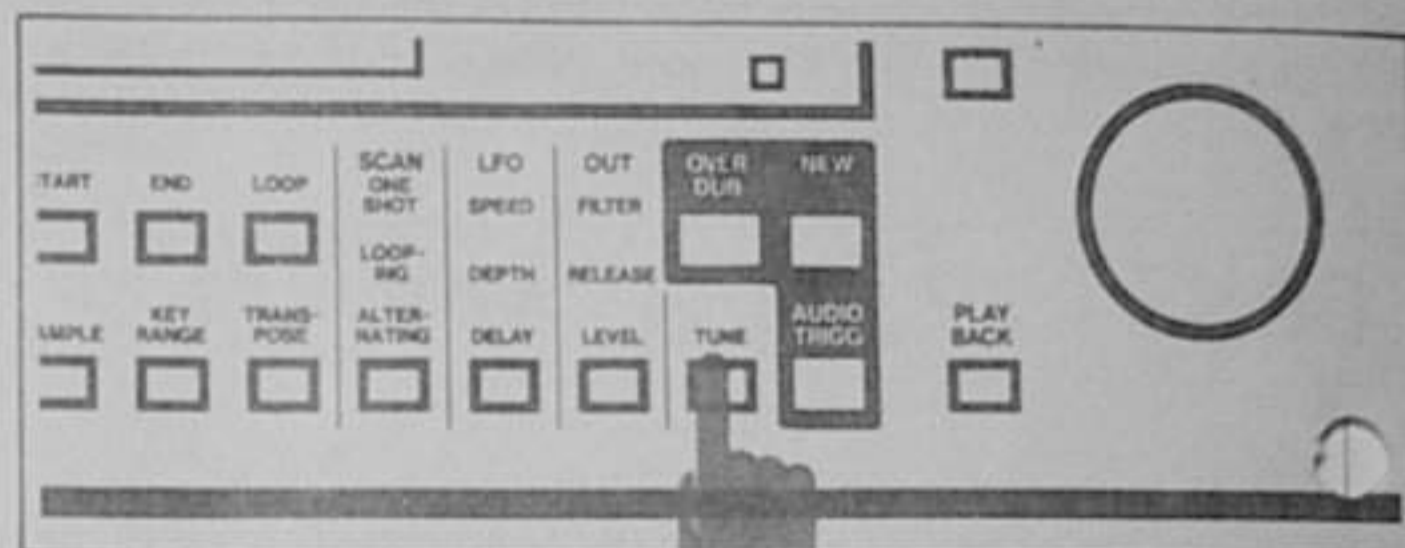 END
LOOP
SCAN
ONE
SHOT
LOOP-
ING
LFO
SPEED
DEPTH
OUT
FILTER
RELEASE
OVER
DUB
NEW
TART
AMPLE
KEY
RANGE
TRANS-
POSE
ALTER-
NATING
DELAY
LEVEL
TUNE
AUDIO
TRIGG
PLAY
BACK